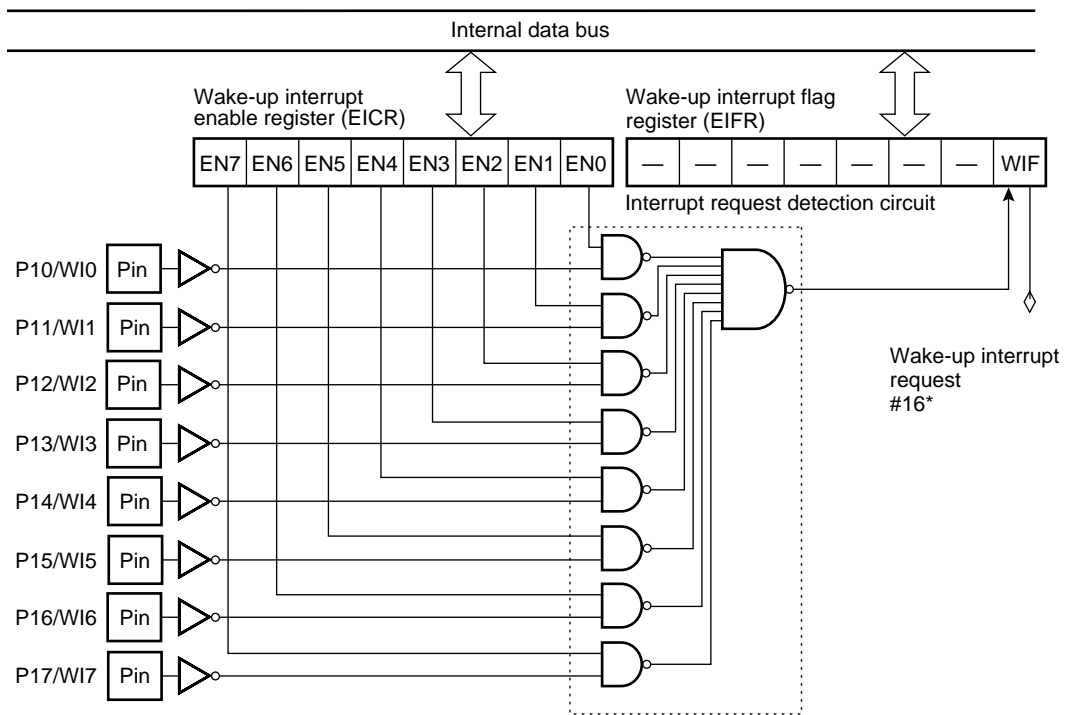 Internal data bus
Wake-up interrupt
enable register (EICR)
Wake-up interrupt flag
register (EIFR)
EN7 EN6 EN5 EN4 EN3 EN2 EN1 EN0
— — — — — — — WIF
Interrupt request detection circuit
P10/WI0 Pin
P11/WI1 Pin
P12/WI2 Pin
P13/WI3 Pin
P14/WI4 Pin
P15/WI5 Pin
P16/WI6 Pin
P17/WI7 Pin
Wake-up interrupt
request
#16*